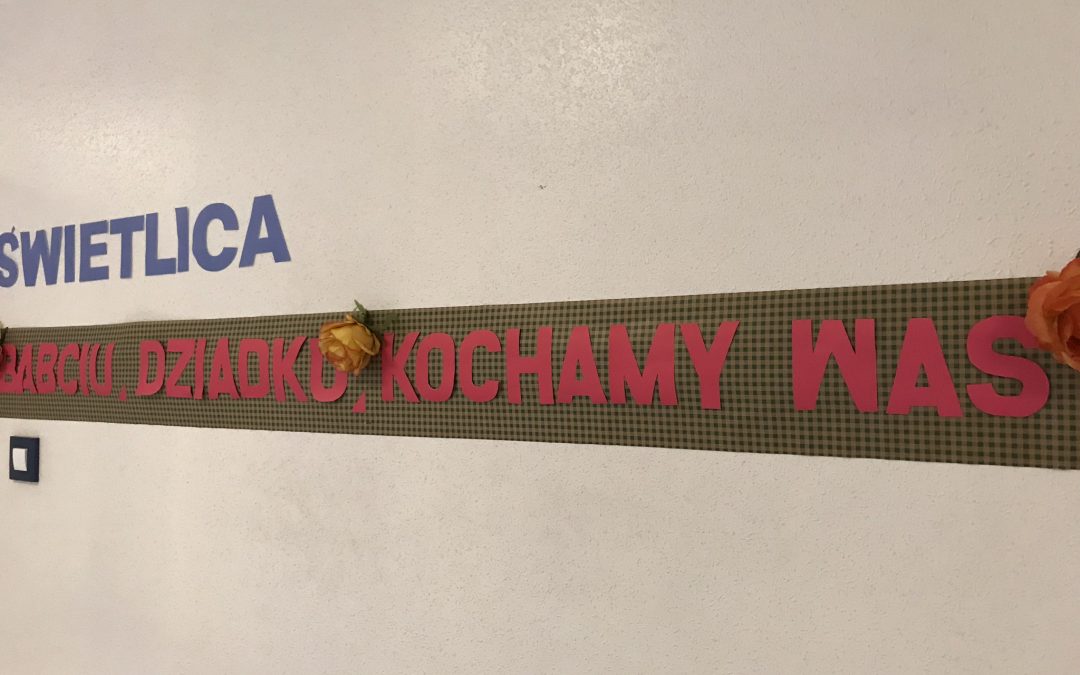 ŚWIETLICA
BABCIU, DZIADKU, KOCHAMY WAS